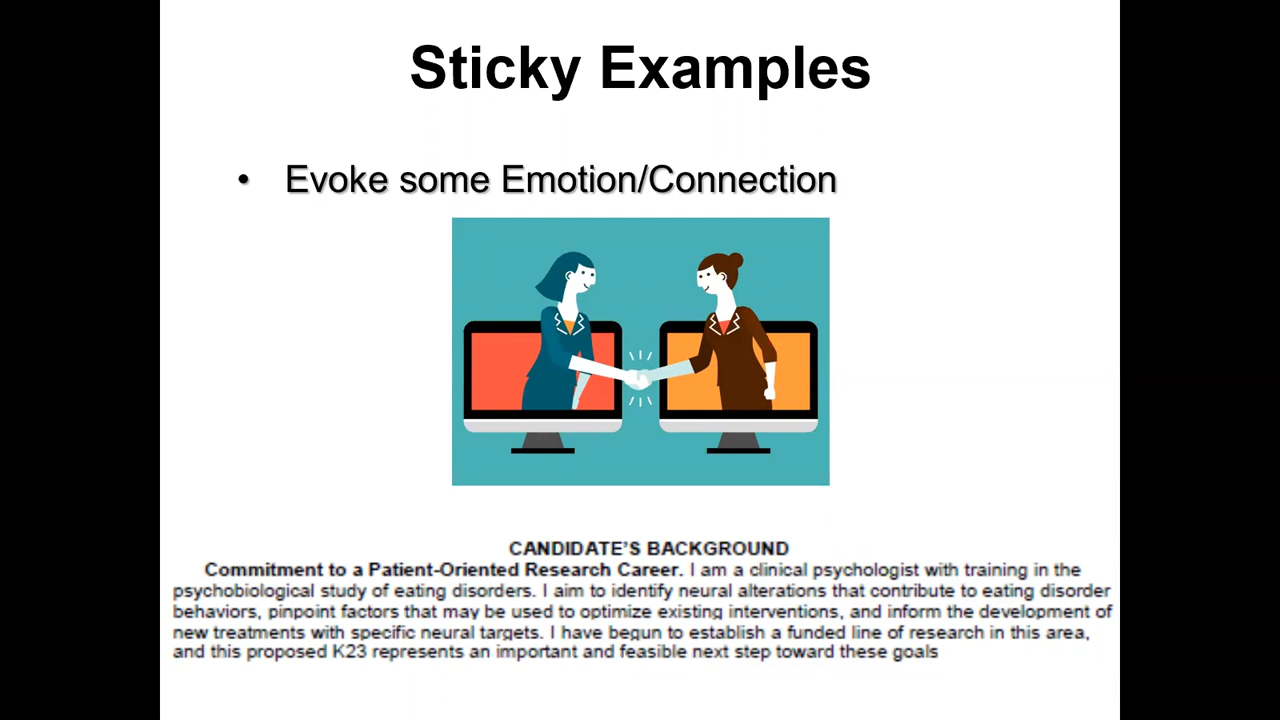 Sticky Examples
• Evoke some Emotion/Connection
CANDIDATE'S BACKGROUND
Commitment to a Patient-Oriented Research Career. I am a clinical psychologist with training in the
psychobiological study of eating disorders. I aim to identify neural alterations that contribute to eating disorder
behaviors, pinpoint factors that may be used to optimize existing interventions, and inform the development of
new treatments with specific neural targets. I have begun to establish a funded line of research in this area,
and this proposed K23 represents an important and feasible next step toward these goals